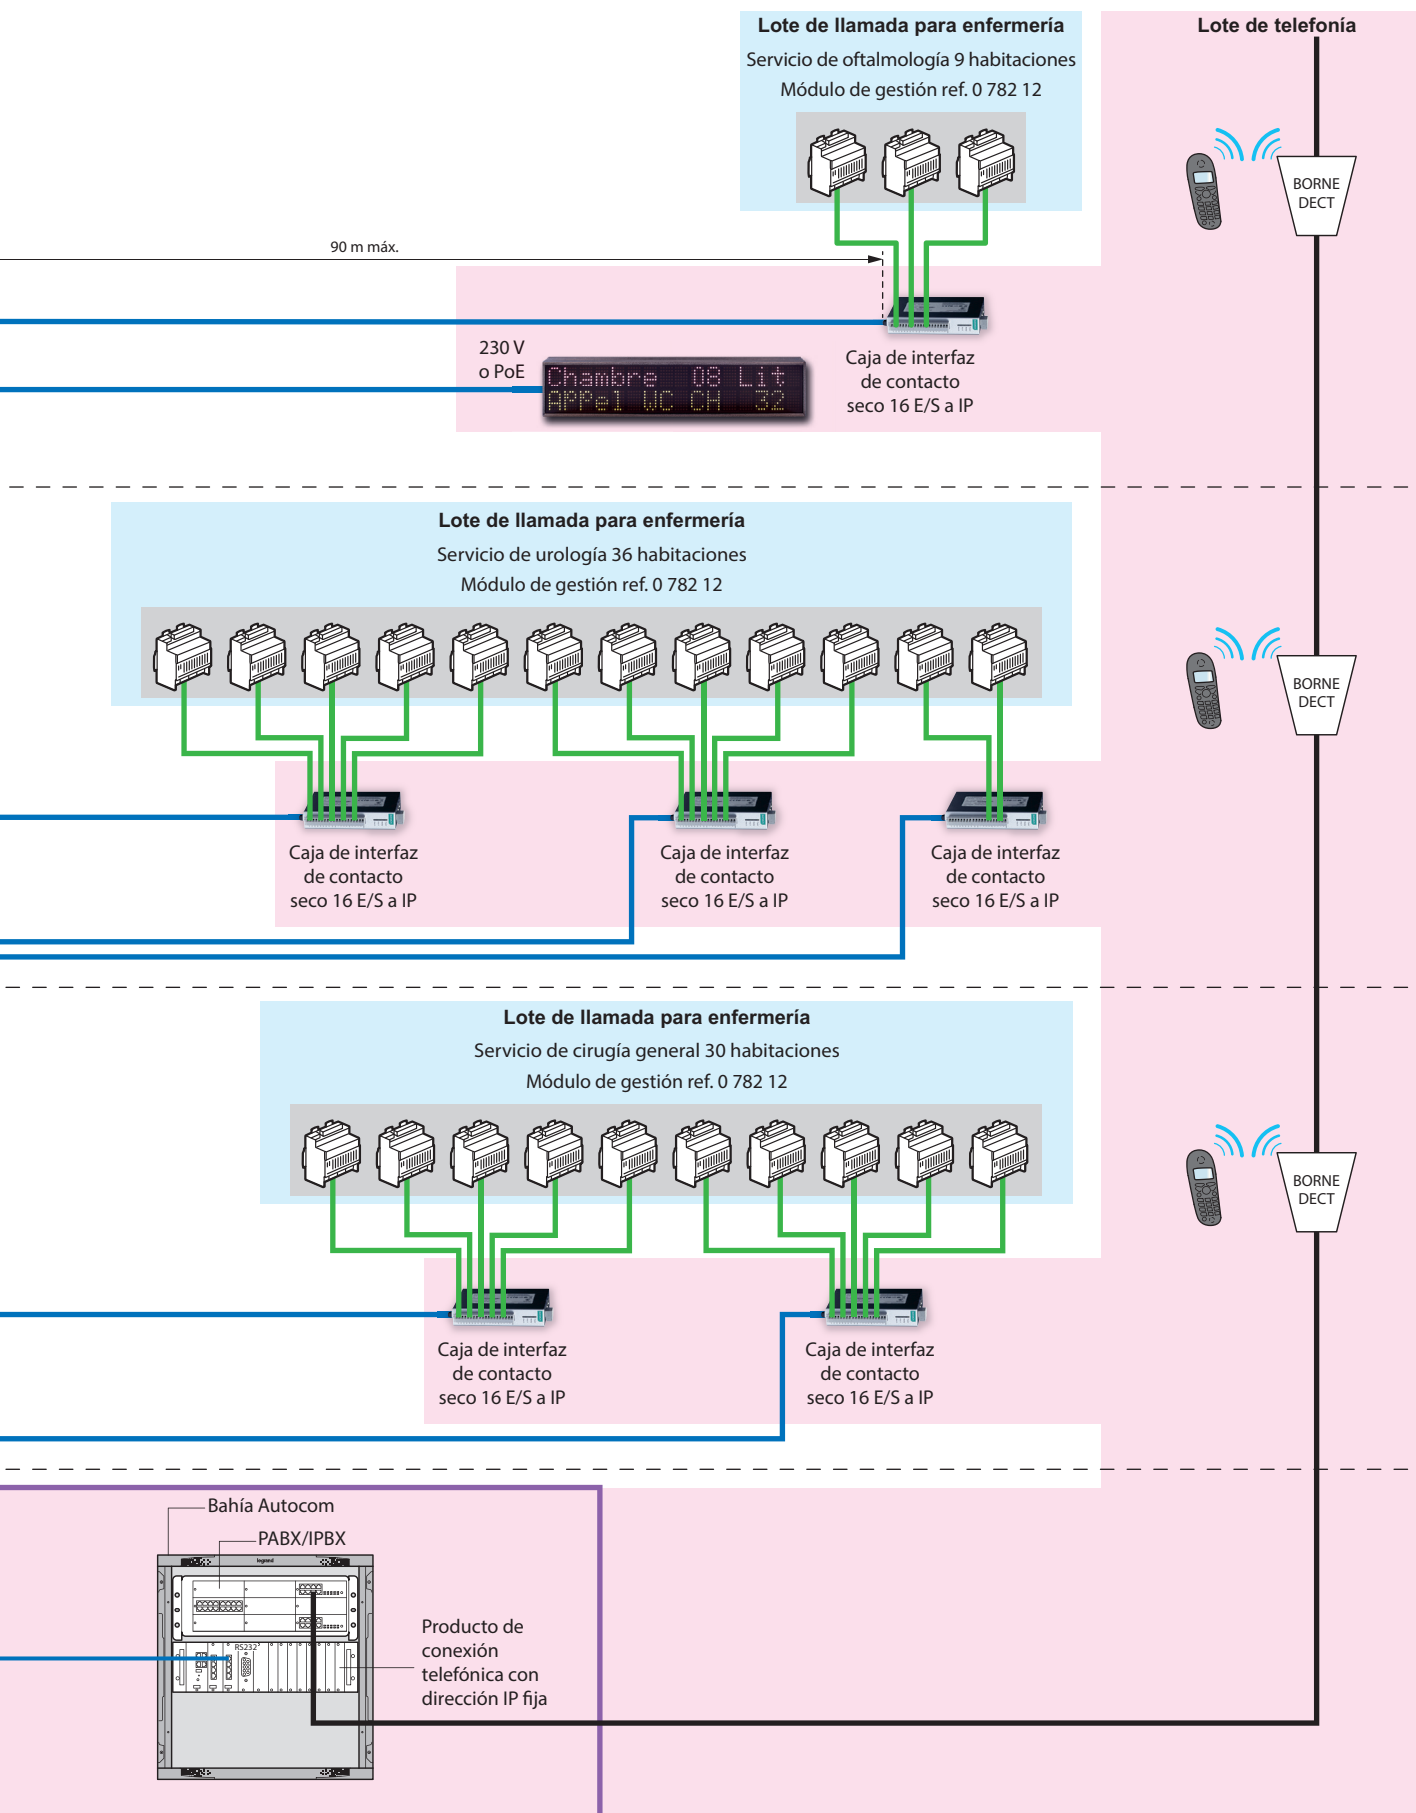 Lote de llamada para enfermería
Servicio de oftalmología 9 habitaciones
Módulo de gestión ref. 0 782 12
Lote de telefonía
BORNE
DECT
90 m máx.
230 V
o PoE
Chambre 08 Lit
APPel WC CH 32
Caja de interfaz
de contacto
seco 16 E/S a IP
Lote de llamada para enfermería
Servicio de urología 36 habitaciones
Módulo de gestión ref. 0 782 12
BORNE
DECT
Caja de interfaz
de contacto
seco 16 E/S a IP
Caja de interfaz
de contacto
seco 16 E/S a IP
Caja de interfaz
de contacto
seco 16 E/S a IP
Lote de llamada para enfermería
Servicio de cirugía general 30 habitaciones
Módulo de gestión ref. 0 782 12
BORNE
DECT
Caja de interfaz
de contacto
seco 16 E/S a IP
Caja de interfaz
de contacto
seco 16 E/S a IP
Bahía Autocom
PABX/IPBX
legrand
RS232
Producto de
conexión
telefónica con
dirección IP fija